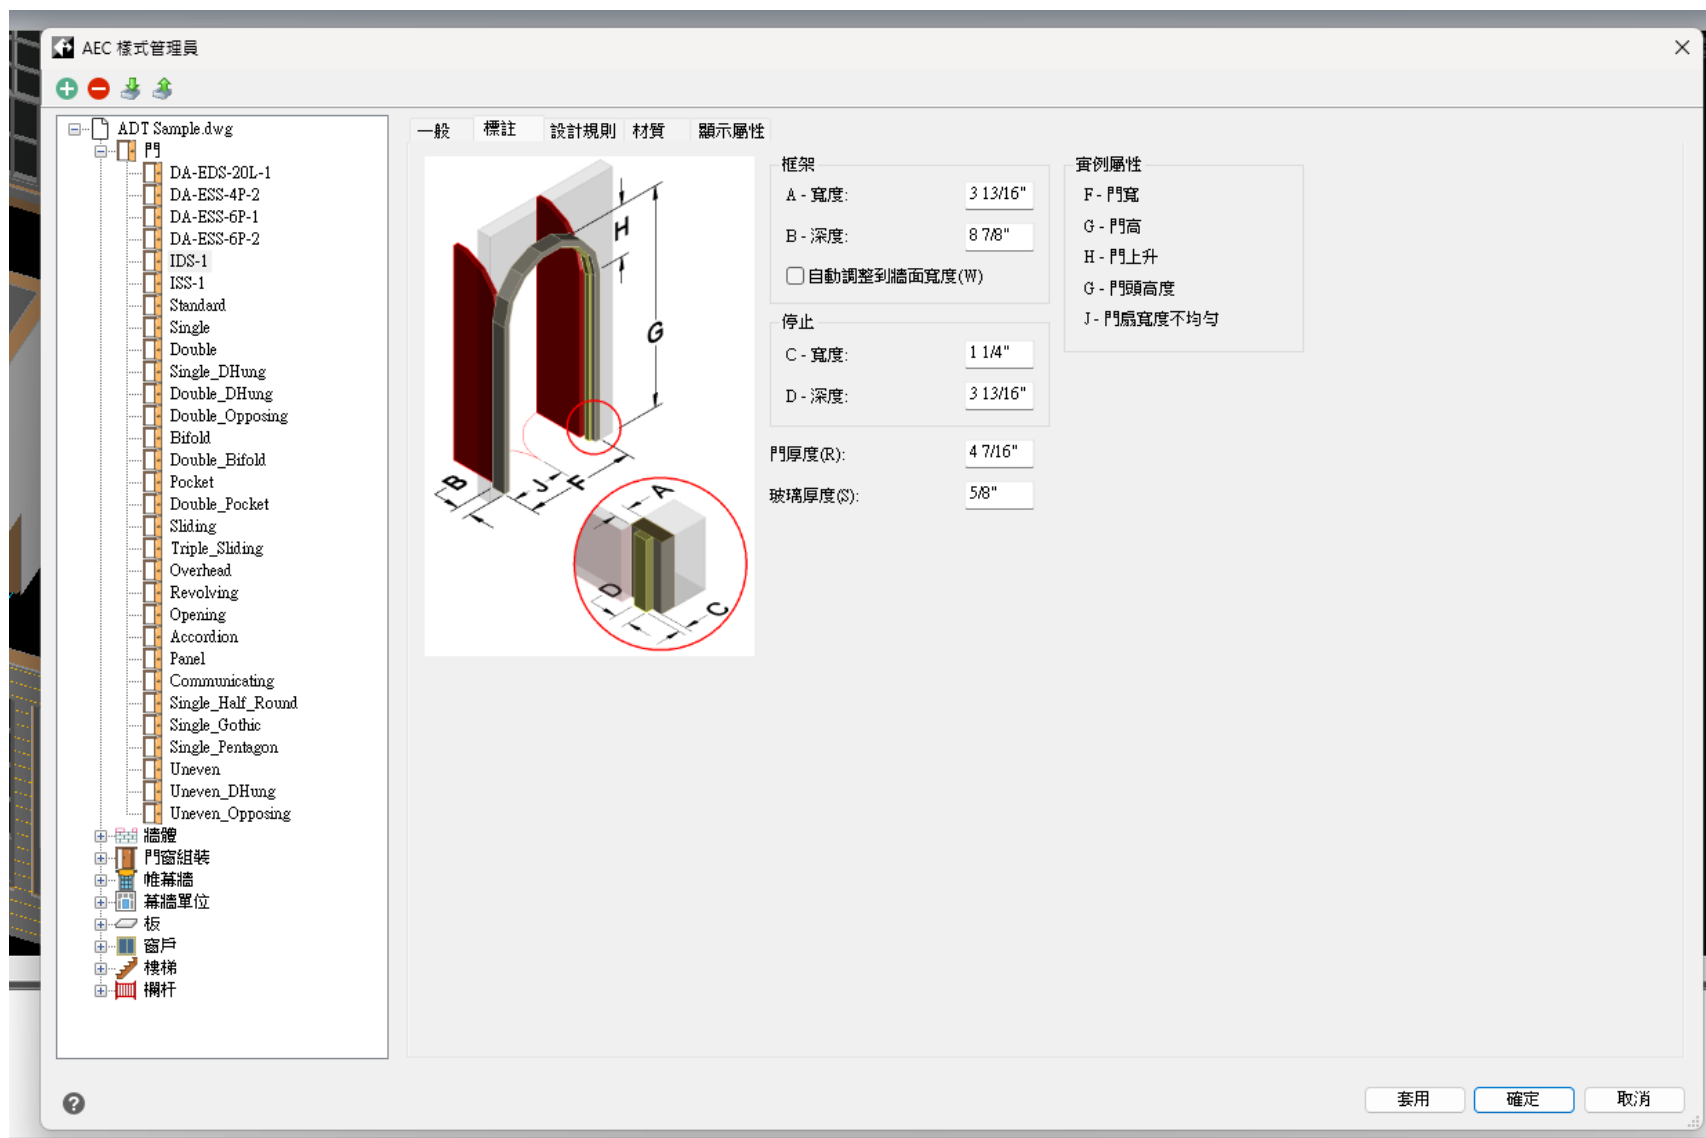 AEC 樣式管理員
ADT Sample.dwg
門
DA-EDS-20L-1
DA-ESS-4P-2
DA-ESS-6P-1
DA-ESS-6P-2
IDS-1
ISS-1
Standard
Single
Double
Single_DHung
Double_DHung
Double_Opposing
Bifold
Double_Bifold
Pocket
Double_Pocket
Sliding
Triple_Sliding
Overhead
Revolving
Opening
Accordion
Panel
Communicating
Single_Half_Round
Single_Gothic
Single_Pentagon
Uneven
Uneven_DHung
Uneven_Opposing
牆體
門窗組裝
帷幕牆
幕牆單位
板
窗戶
樓梯
欄杆
一般 標註 設計規則 材質 顯示屬性
H
G
B
J
F
A
D
C
框架
A - 寬度: 3 13/16"
B - 深度: 8 7/8"
自動調整到牆面寬度(W)
停止
C - 寬度: 1 1/4"
D - 深度: 3 13/16"
門厚度(R): 4 7/16"
玻璃厚度(S): 5/8"
實例屬性
F - 門寬
G - 門高
H - 門上升
G - 門頭高度
J - 門扇寬度不均勻
套用 確定 取消